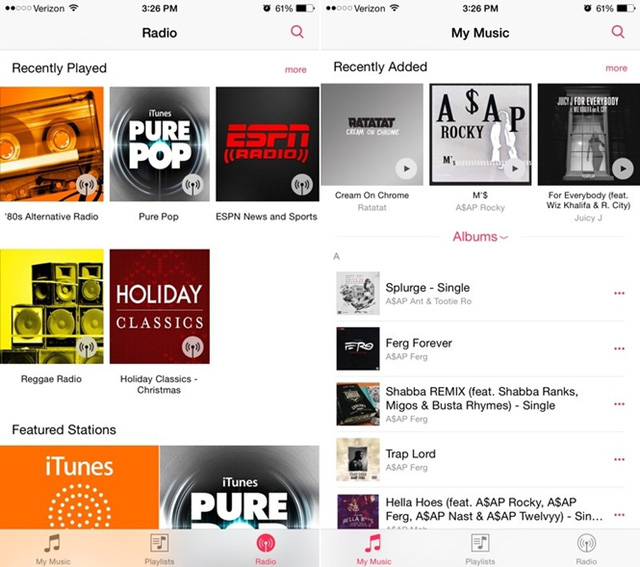 Verizon 3:26 PM 61%
Radio
Recently Played more
iTunes
PURE
POP
ESPN
((RADIO))
'80s Alternative Radio
Pure Pop
ESPN News and Sports
HOLIDAY
CLASSICS
Reggae Radio
Holiday Classics -
Christmas
Featured Stations
iTunes
iTunes
PURE
My Music
Playlists
Radio
Verizon 3:26 PM 61%
My Music
Recently Added more
RATATAT
CREAM ON CHROME
A$AP
ROCKY
M'$
JUICY J FOR EVERYBODY
Cream On Chrome
Ratatat
M'$
A$AP Rocky
For Everybody (feat.
Wiz Khalifa & R. City)
Juicy J
Albums
A
Splurge - Single
A$AP Ant & Tootie Ro
FERG
Ferg Forever
A$AP Ferg
Shabba REMIX (feat. Shabba Ranks,
Migos & Busta Rhymes) - Single
A$AP Ferg
Trap Lord
A$AP Ferg
HELLA H
Hella Hoes (feat. A$AP Rocky, A$AP
Ferg, A$AP Nast & A$AP Twelvyy) - Sin...
A$AP Mob
My Music
Playlists
Radio